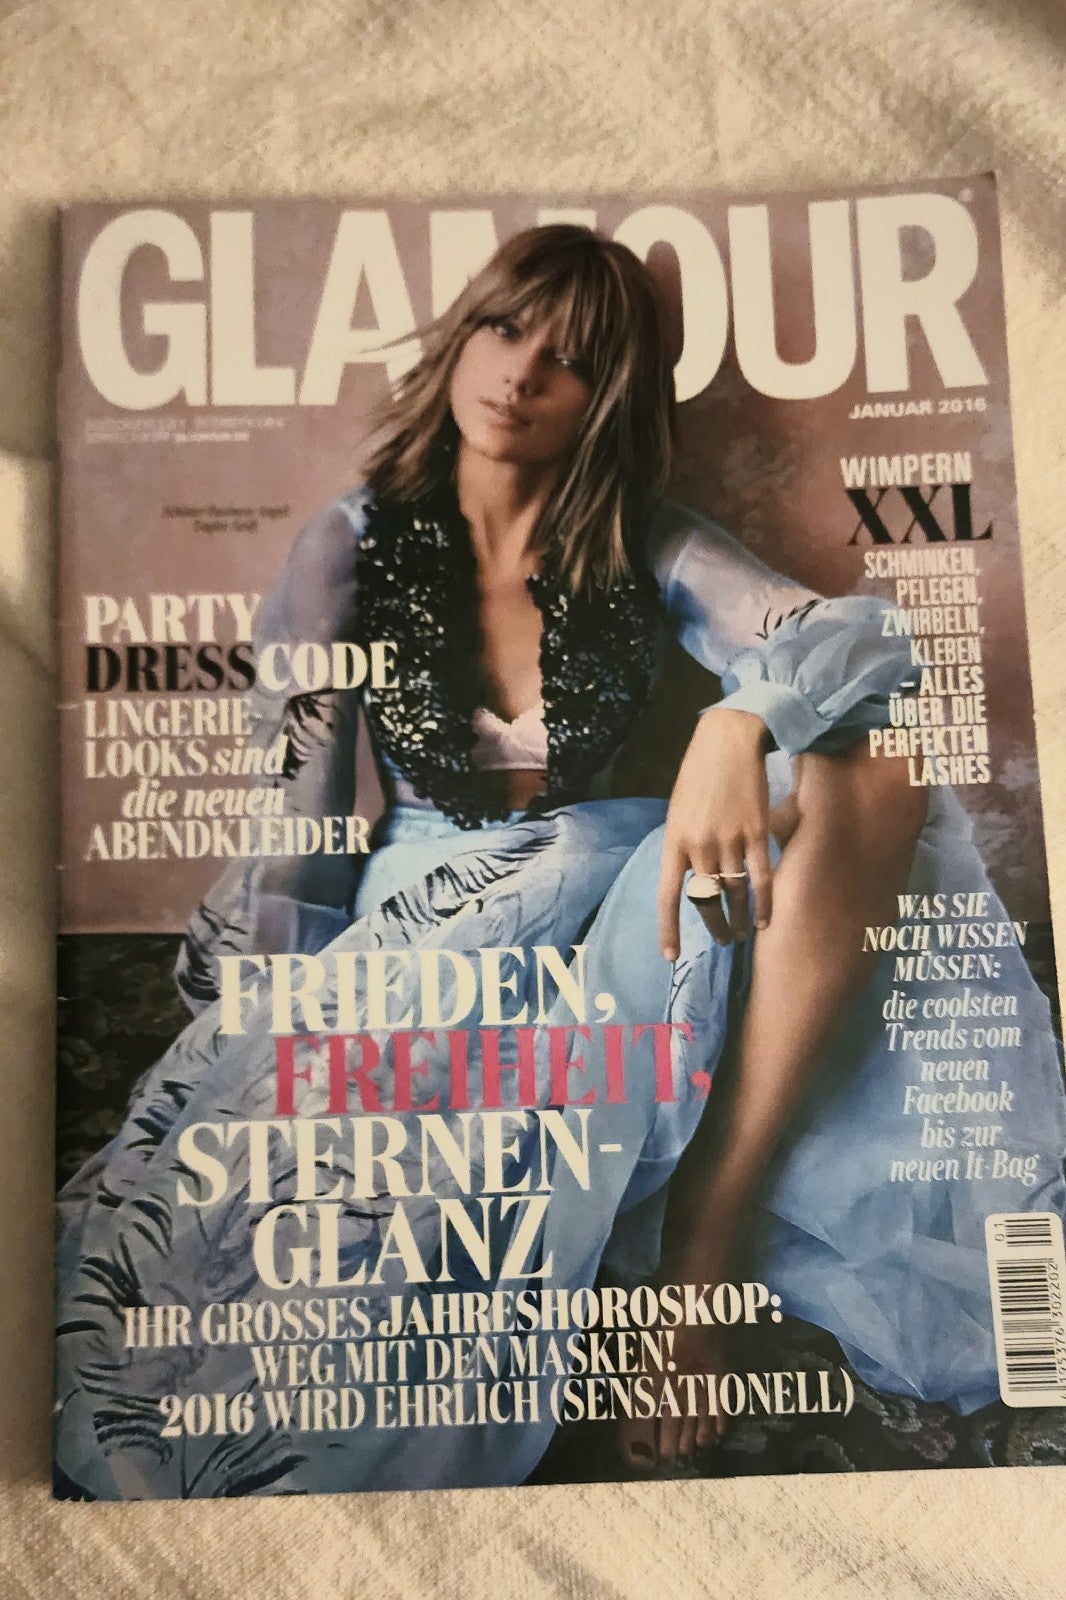 GLAMOUR
JANUAR 2016
WIMPERN
XXL
SCHMINKEN,
PFLEGEN,
ZWIRBELN,
KLEBEN
– ALLES
ÜBER DIE
PERFEKTEN
LASHES
PARTY
DRESSCODE
LINGERIE-
LOOKS sind
die neuen
ABENDKLEIDER
WAS SIE
NOCH WISSEN
MÜSSEN:
die coolsten
Trends vom
neuen
Facebook
bis zur
neuen It-Bag
FRIEDEN,
FREIHEIT,
STERNEN-
GLANZ
IHR GROSSES JAHRESHOROSKOP:
WEG MIT DEN MASKEN!
2016 WIRD EHRLICH (SENSATIONELL)
01